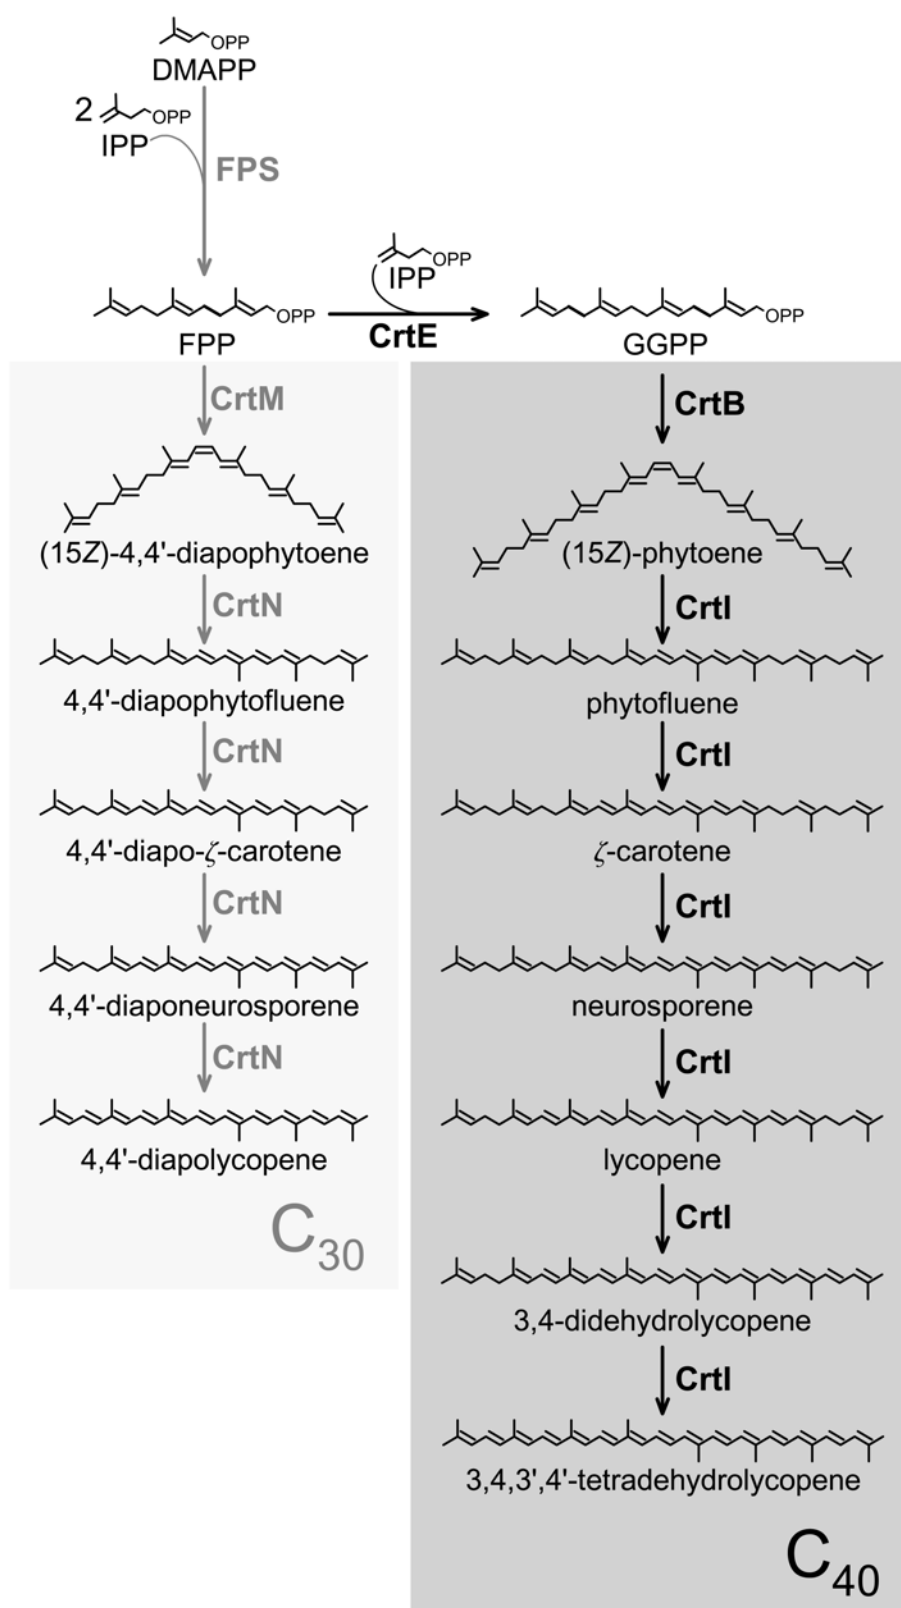 OPP
DMAPP
2 OPP
IPP
FPS
OPP
IPP
OPP
FPP
CrtE
OPP
GGPP
CrtM
(15Z)-4,4'-diapophytoene
CrtN
4,4'-diapophytofluene
CrtN
4,4'-diapo-ζ-carotene
CrtN
4,4'-diaponeurosporene
CrtN
4,4'-diapolycopene
C30
CrtB
(15Z)-phytoene
CrtI
phytofluene
CrtI
ζ-carotene
CrtI
neurosporene
CrtI
lycopene
CrtI
3,4-didehydrolycopene
CrtI
3,4,3',4'-tetradehydrolycopene
C40